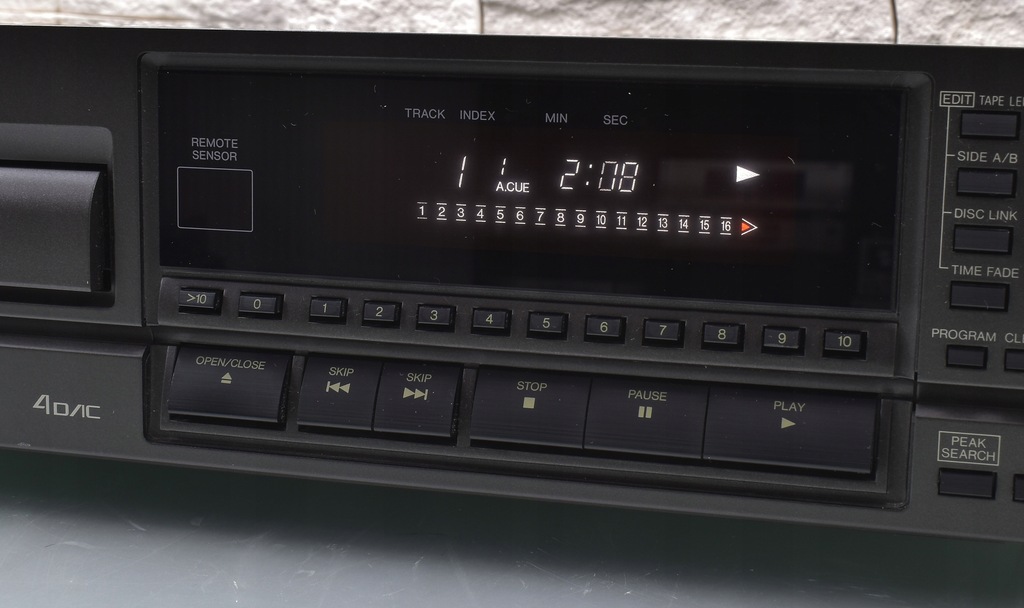 TRACK INDEX MIN SEC
REMOTE
SENSOR
1 1 2:08
A.CUE
1 2 3 4 5 6 7 8 9 10 11 12 13 14 15 16
>10 0 1 2 3 4 5 6 7 8 9 10
OPEN/CLOSE
SKIP
SKIP
STOP
PAUSE
PLAY
4D/C
EDIT TAPE LE
SIDE A/B
DISC LINK
TIME FADE
PROGRAM CL
PEAK
SEARCH